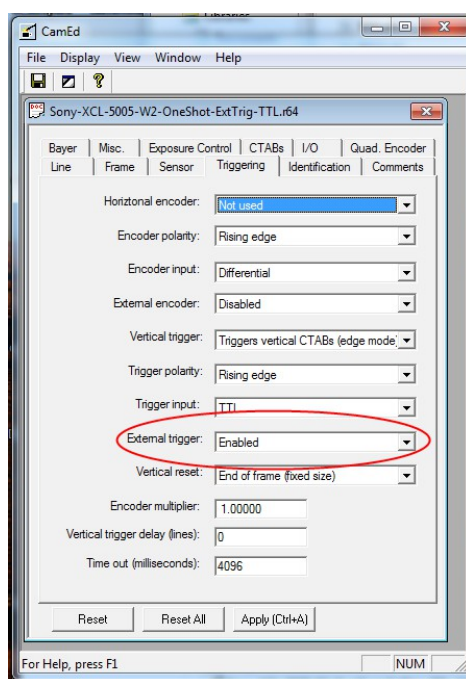 Libraries
CamEd
File Display View Window Help
Sony-XCL-5005-W2-OneShot-ExtTrig-TTL.r64
Bayer Misc. Exposure Control CTABs I/O Quad. Encoder
Line Frame Sensor Triggering Identification Comments
Horiztonal encoder: Not used
Encoder polarity: Rising edge
Encoder input: Differential
External encoder: Disabled
Vertical trigger: Triggers vertical CTABs (edge mode)
Trigger polarity: Rising edge
Trigger input: TTL
External trigger: Enabled
Vertical reset: End of frame (fixed size)
Encoder multiplier: 1.00000
Vertical trigger delay (lines): 0
Time out (milliseconds): 4096
Reset Reset All Apply (Ctrl+A)
For Help, press F1 NUM